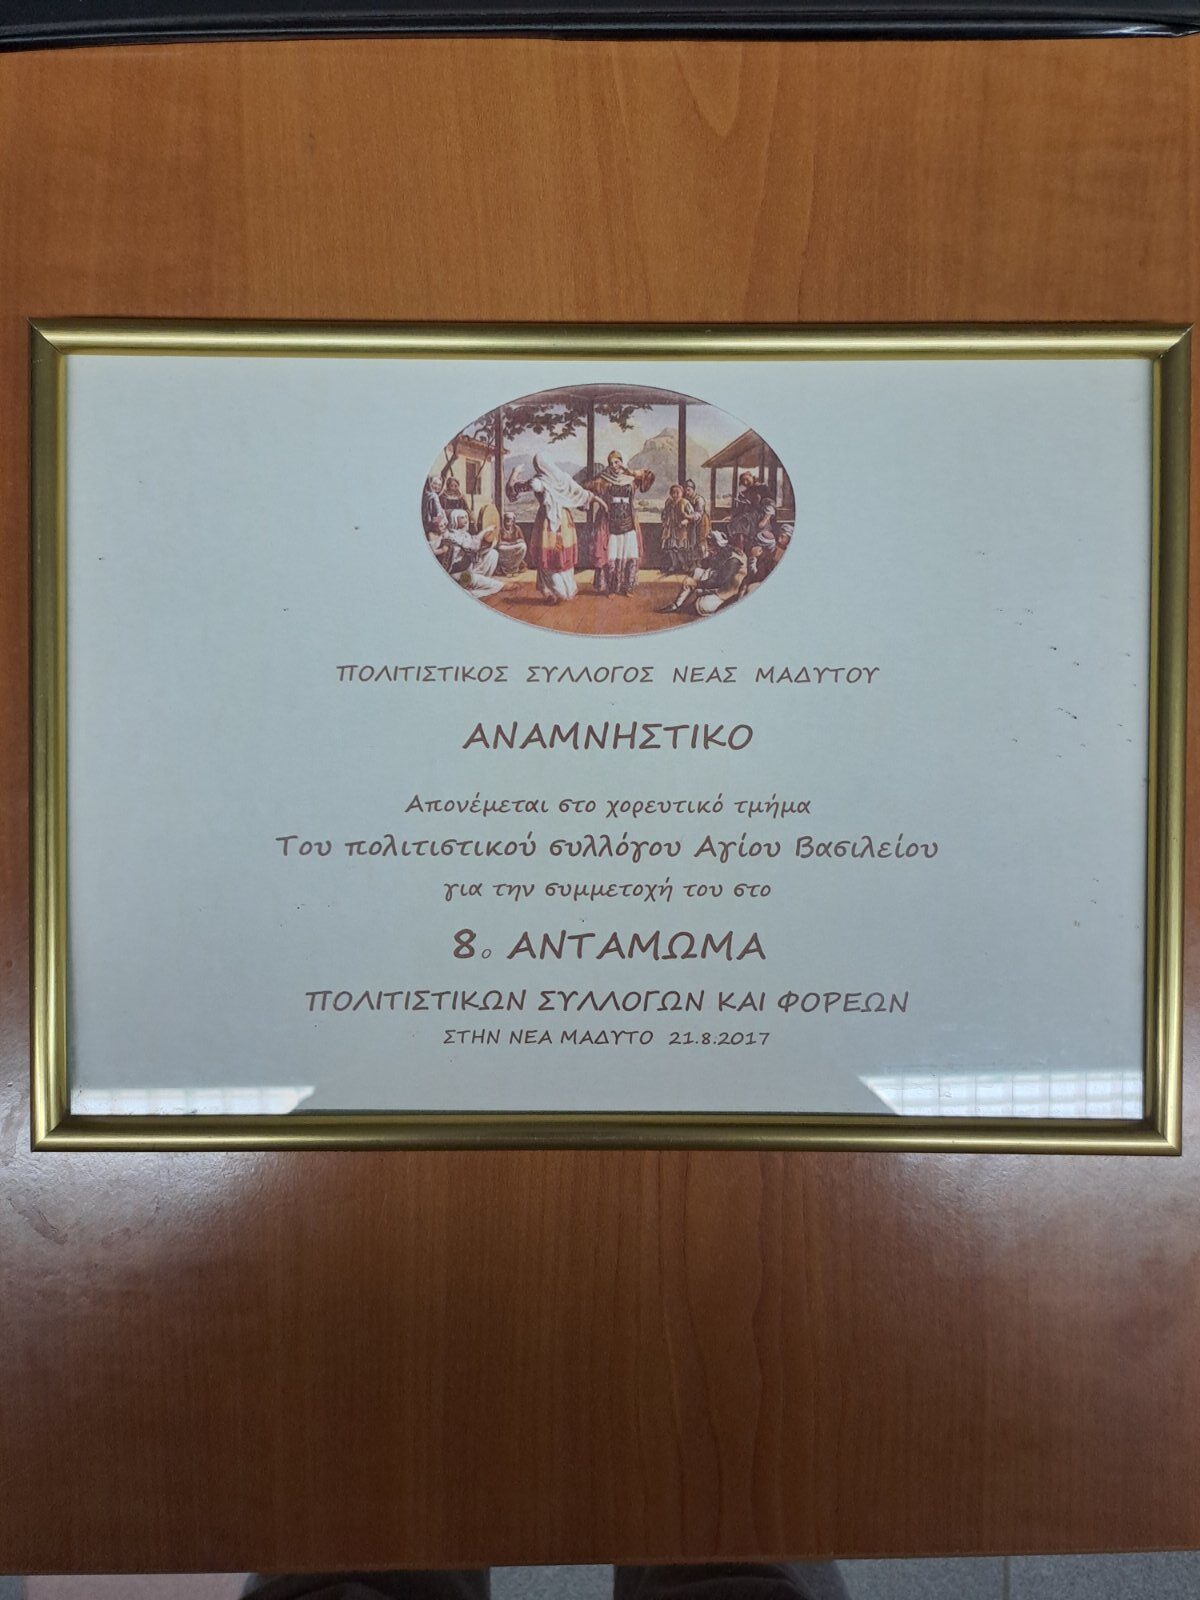 ΠΟΛΙΤΙΣΤΙΚΟΣ ΣΥΛΛΟΓΟΣ ΝΕΑΣ ΜΑΔΥΤΟΥ
ΑΝΑΜΝΗΣΤΙΚΟ
Απονέμεται στο χορευτικό τμήμα
Του πολιτιστικού συλλόγου Αγίου Βασιλείου
για την συμμετοχή του στο
8ο ΑΝΤΑΜΩΜΑ
ΠΟΛΙΤΙΣΤΙΚΩΝ ΣΥΛΛΟΓΩΝ ΚΑΙ ΦΟΡΕΩΝ
ΣΤΗΝ ΝΕΑ ΜΑΔΥΤΟ 21.8.2017